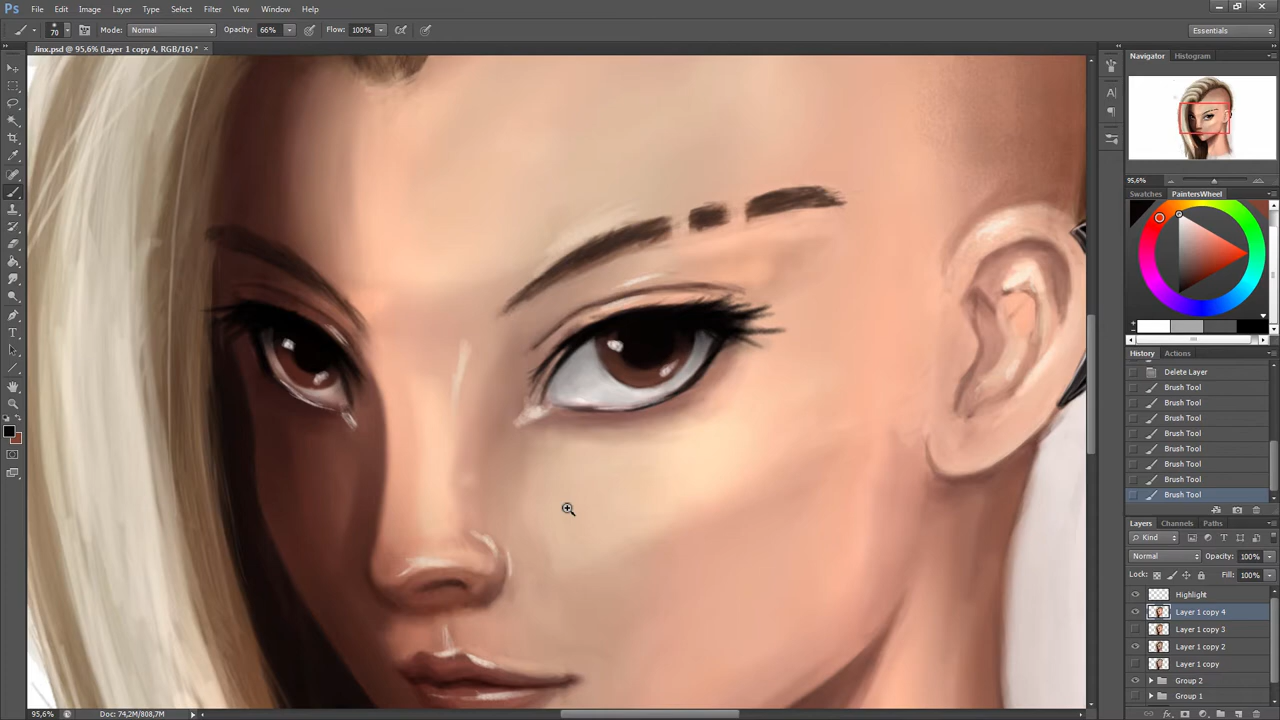 Ps File Edit Image Layer Type Select Filter View Window Help
70 Mode: Normal Opacity: 66% Flow: 100% Essentials
Jinx.psd @ 95,6% (Layer 1 copy 4, RGB/16) * ×
Navigator Histogram
95,6%
Swatches PaintersWheel
History Actions
Delete Layer
Brush Tool
Brush Tool
Brush Tool
Brush Tool
Brush Tool
Brush Tool
Brush Tool
Brush Tool
Layers Channels Paths
Kind
Normal Opacity: 100%
Lock: Fill: 100%
Highlight
Layer 1 copy 4
Layer 1 copy 3
Layer 1 copy 2
Layer 1 copy
Group 2
Group 1
95,6% Doc: 74,2M/808,7M